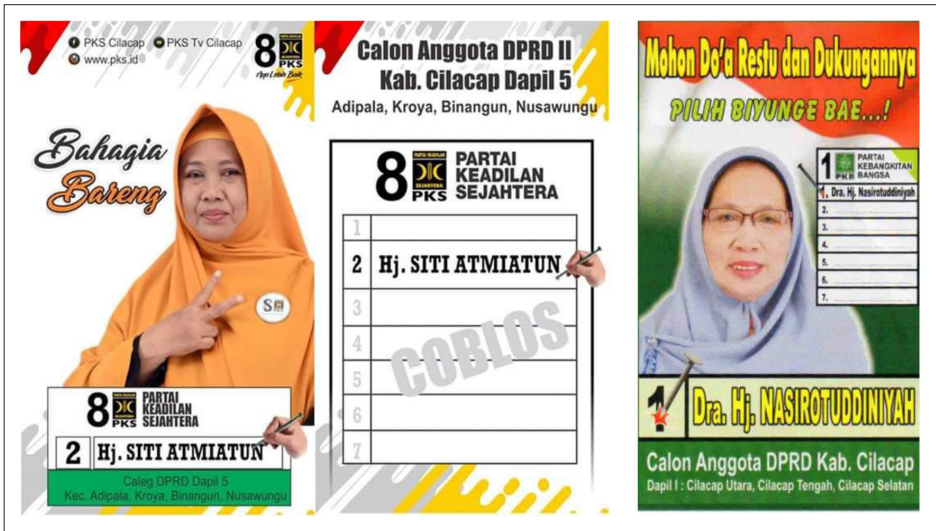 PKS Cilacap PKS Tv Cilacap
www.pks.id
8 PKS
Bahagia
Bareng
8 PKS PARTAI
KEADILAN
SEJAHTERA
2 Hj. SITI ATMIATUN
Caleg DPRD Dapil 5
Kec. Adipala, Kroya, Binangun, Nusawungu
Calon Anggota DPRD II
Kab. Cilacap Dapil 5
Adipala, Kroya, Binangun, Nusawungu
8 PARTAI KEADILAN
SEJAHTERA
PKS
PARTAI
KEADILAN
SEJAHTERA
1
2 Hj. SITI ATMIATUN
3
4
5
6
7
COBLOS
Mohon Do'a Restu dan Dukungannya
PILIH BIYUNGE BAE...!
1 PKB PARTAI
KEBANGKITAN
BANGSA
1. Dra. Hj. Nasirotuddiniyah
2.
3.
4.
5.
6.
7.
1 Dra. Hj. NASIROTUDDINIYAH
Calon Anggota DPRD Kab. Cilacap
Dapil I : Cilacap Utara, Cilacap Tengah, Cilacap Selatan